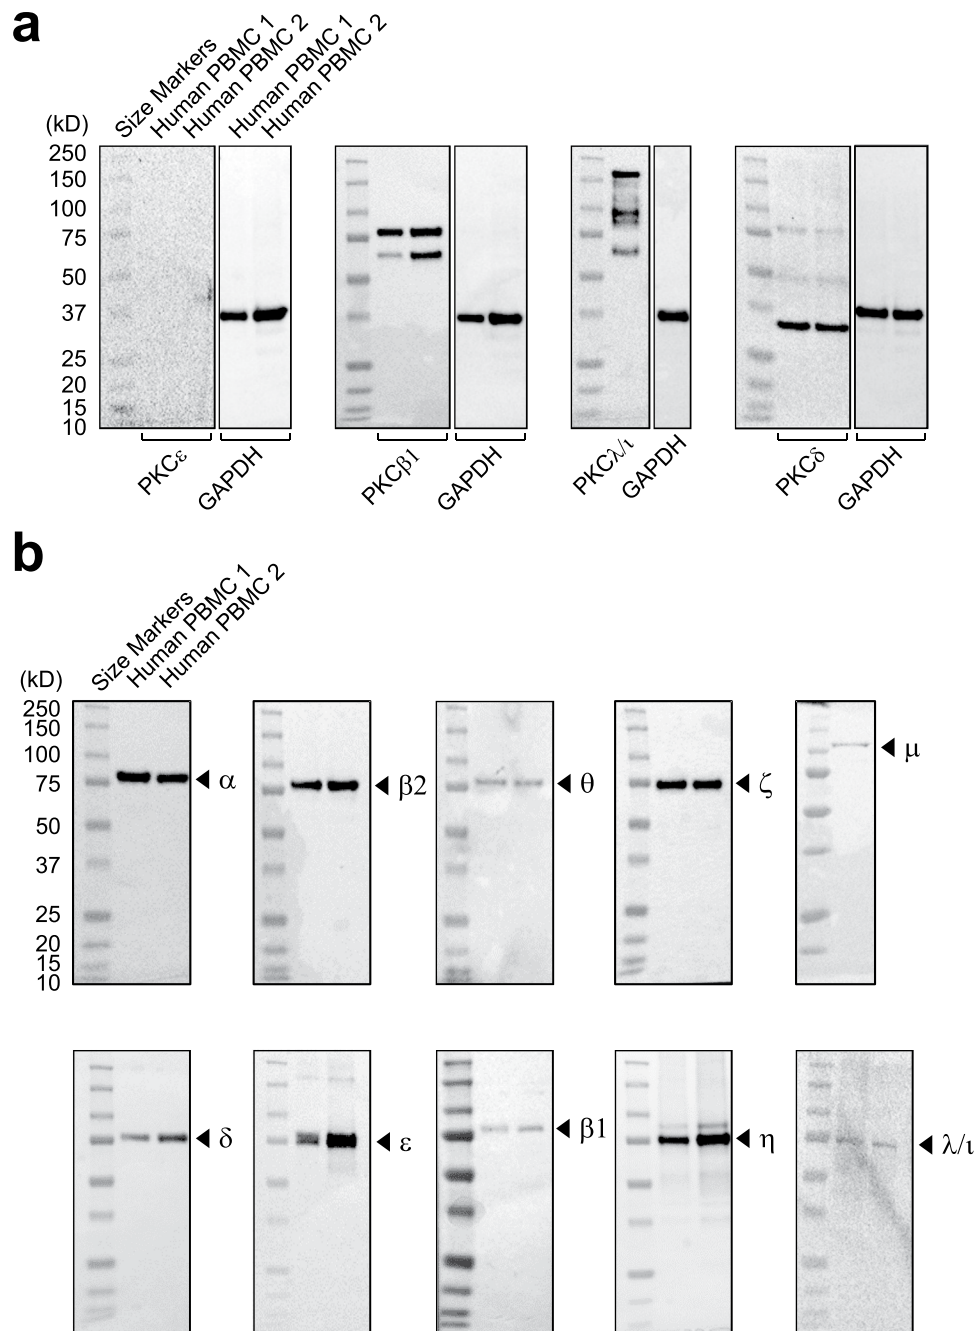 a
Size Markers
Human PBMC 1
Human PBMC 2
Human PBMC 1
Human PBMC 2
(kD)
250
150
100
75
50
37
25
20
15
10
PKCε
GAPDH
PKCβ1
GAPDH
PKCλ/ι
GAPDH
PKCδ
GAPDH
b
Size Markers
Human PBMC 1
Human PBMC 2
(kD)
250
150
100
75
50
37
25
20
15
10
α
β2
θ
ζ
μ
δ
ε
β1
η
λ/ι